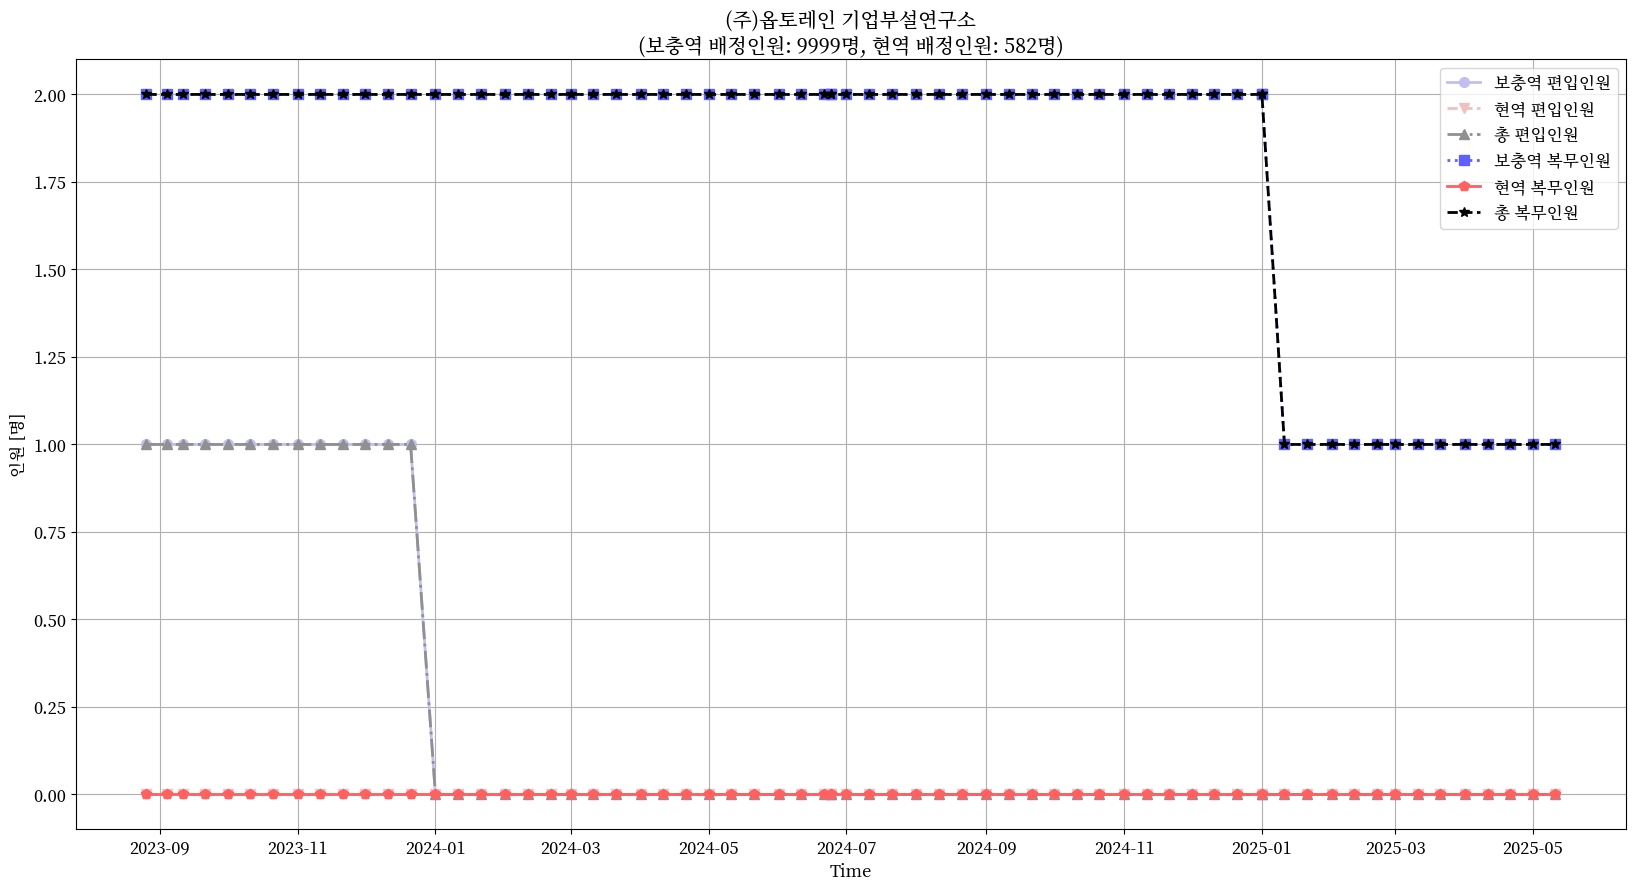 (주)옵토레인 기업부설연구소
(보충역 배정인원: 9999명, 현역 배정인원: 582명)
보충역 편입인원
현역 편입인원
총 편입인원
보충역 복무인원
현역 복무인원
총 복무인원
인원 [명]
2.00
1.75
1.50
1.25
1.00
0.75
0.50
0.25
0.00
2023-09
2023-11
2024-01
2024-03
2024-05
2024-07
2024-09
2024-11
2025-01
2025-03
2025-05
Time